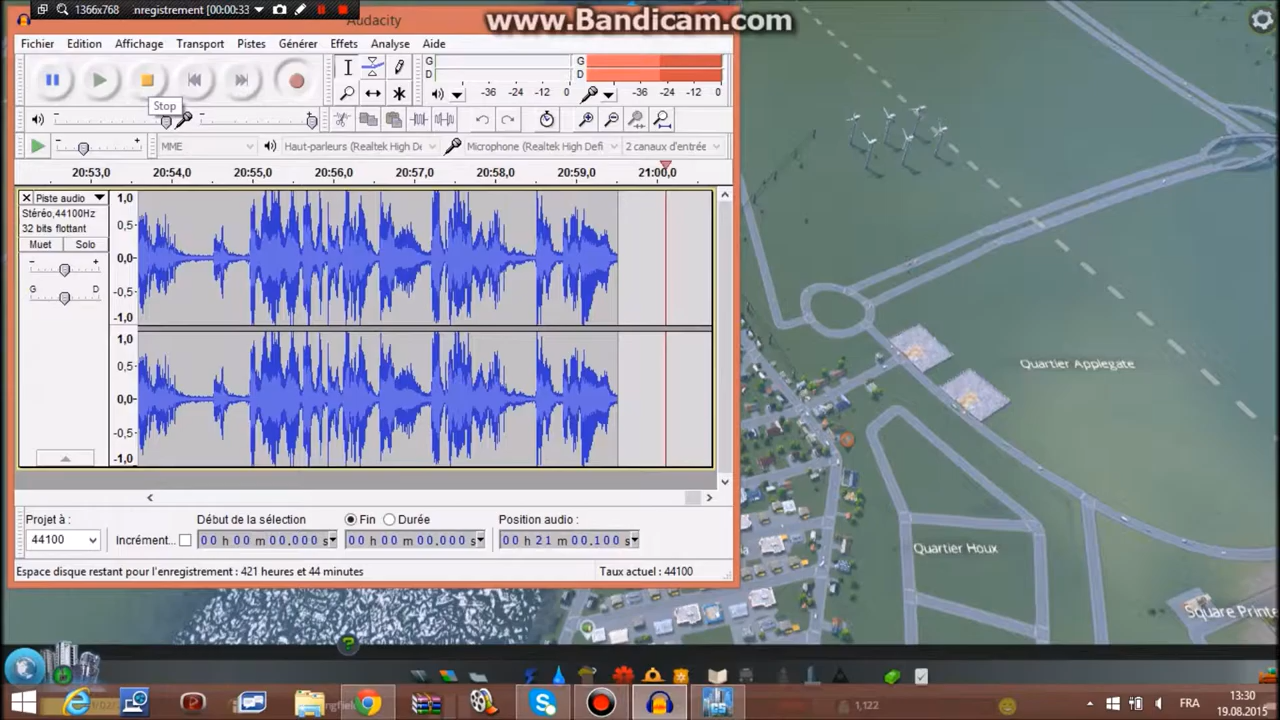 1366x768 nregistrement [00:00:33
www.Bandicam.com
Audacity
Fichier Edition Affichage Transport Pistes Générer Effets Analyse Aide
G
D
-36 -24 -12 0
G
D
-36 -24 -12 0
Stop
MME
Haut-parleurs (Realtek High De
Microphone (Realtek High Defi
2 canaux d'entrée
20:53,0 20:54,0 20:55,0 20:56,0 20:57,0 20:58,0 20:59,0 21:00,0
Piste audio
Stéréo,44100Hz
32 bits flottant
Muet Solo
- +
G D
1,0
0,5
0,0
-0,5
-1,0
1,0
0,5
0,0
-0,5
-1,0
Projet à :
44100
Incrément...
Début de la sélection
00 h 00 m 00.000 s
Fin Durée
00 h 00 m 00.000 s
Position audio :
00 h 21 m 00.100 s
Espace disque restant pour l'enregistrement : 421 heures et 44 minutes
Taux actuel : 44100
Quartier Applegate
Quartier Houx
Square Print
1,122
FRA
13:30
19.08.2015